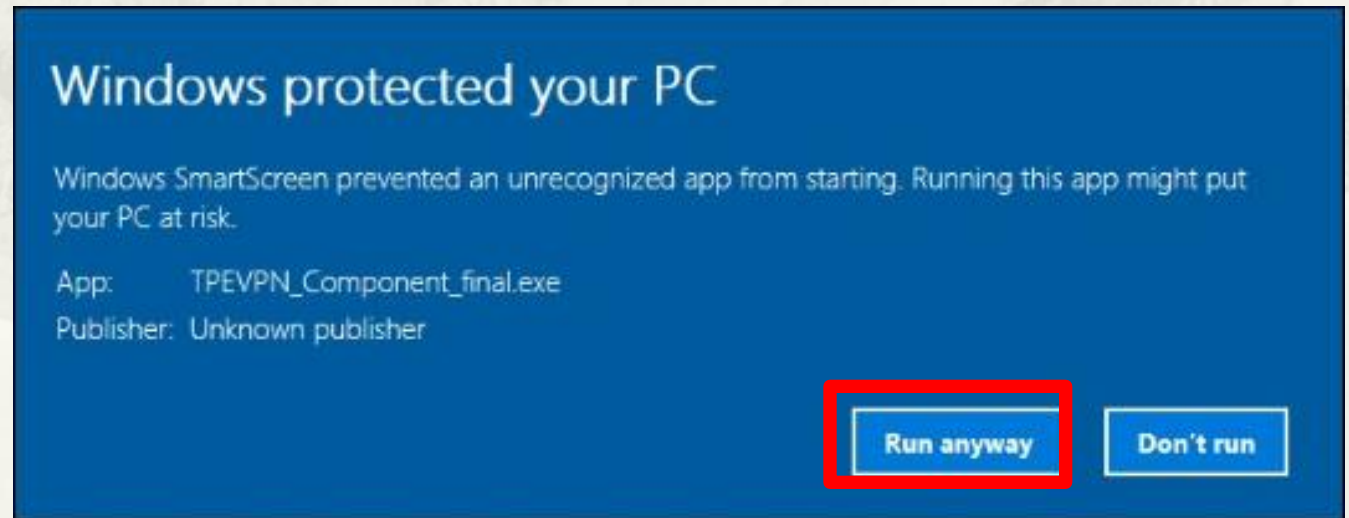 Windows protected your PC
Windows SmartScreen prevented an unrecognized app from starting. Running this app might put
your PC at risk.
App: TPEVPN_Component_final.exe
Publisher: Unknown publisher
Run anyway Don't run